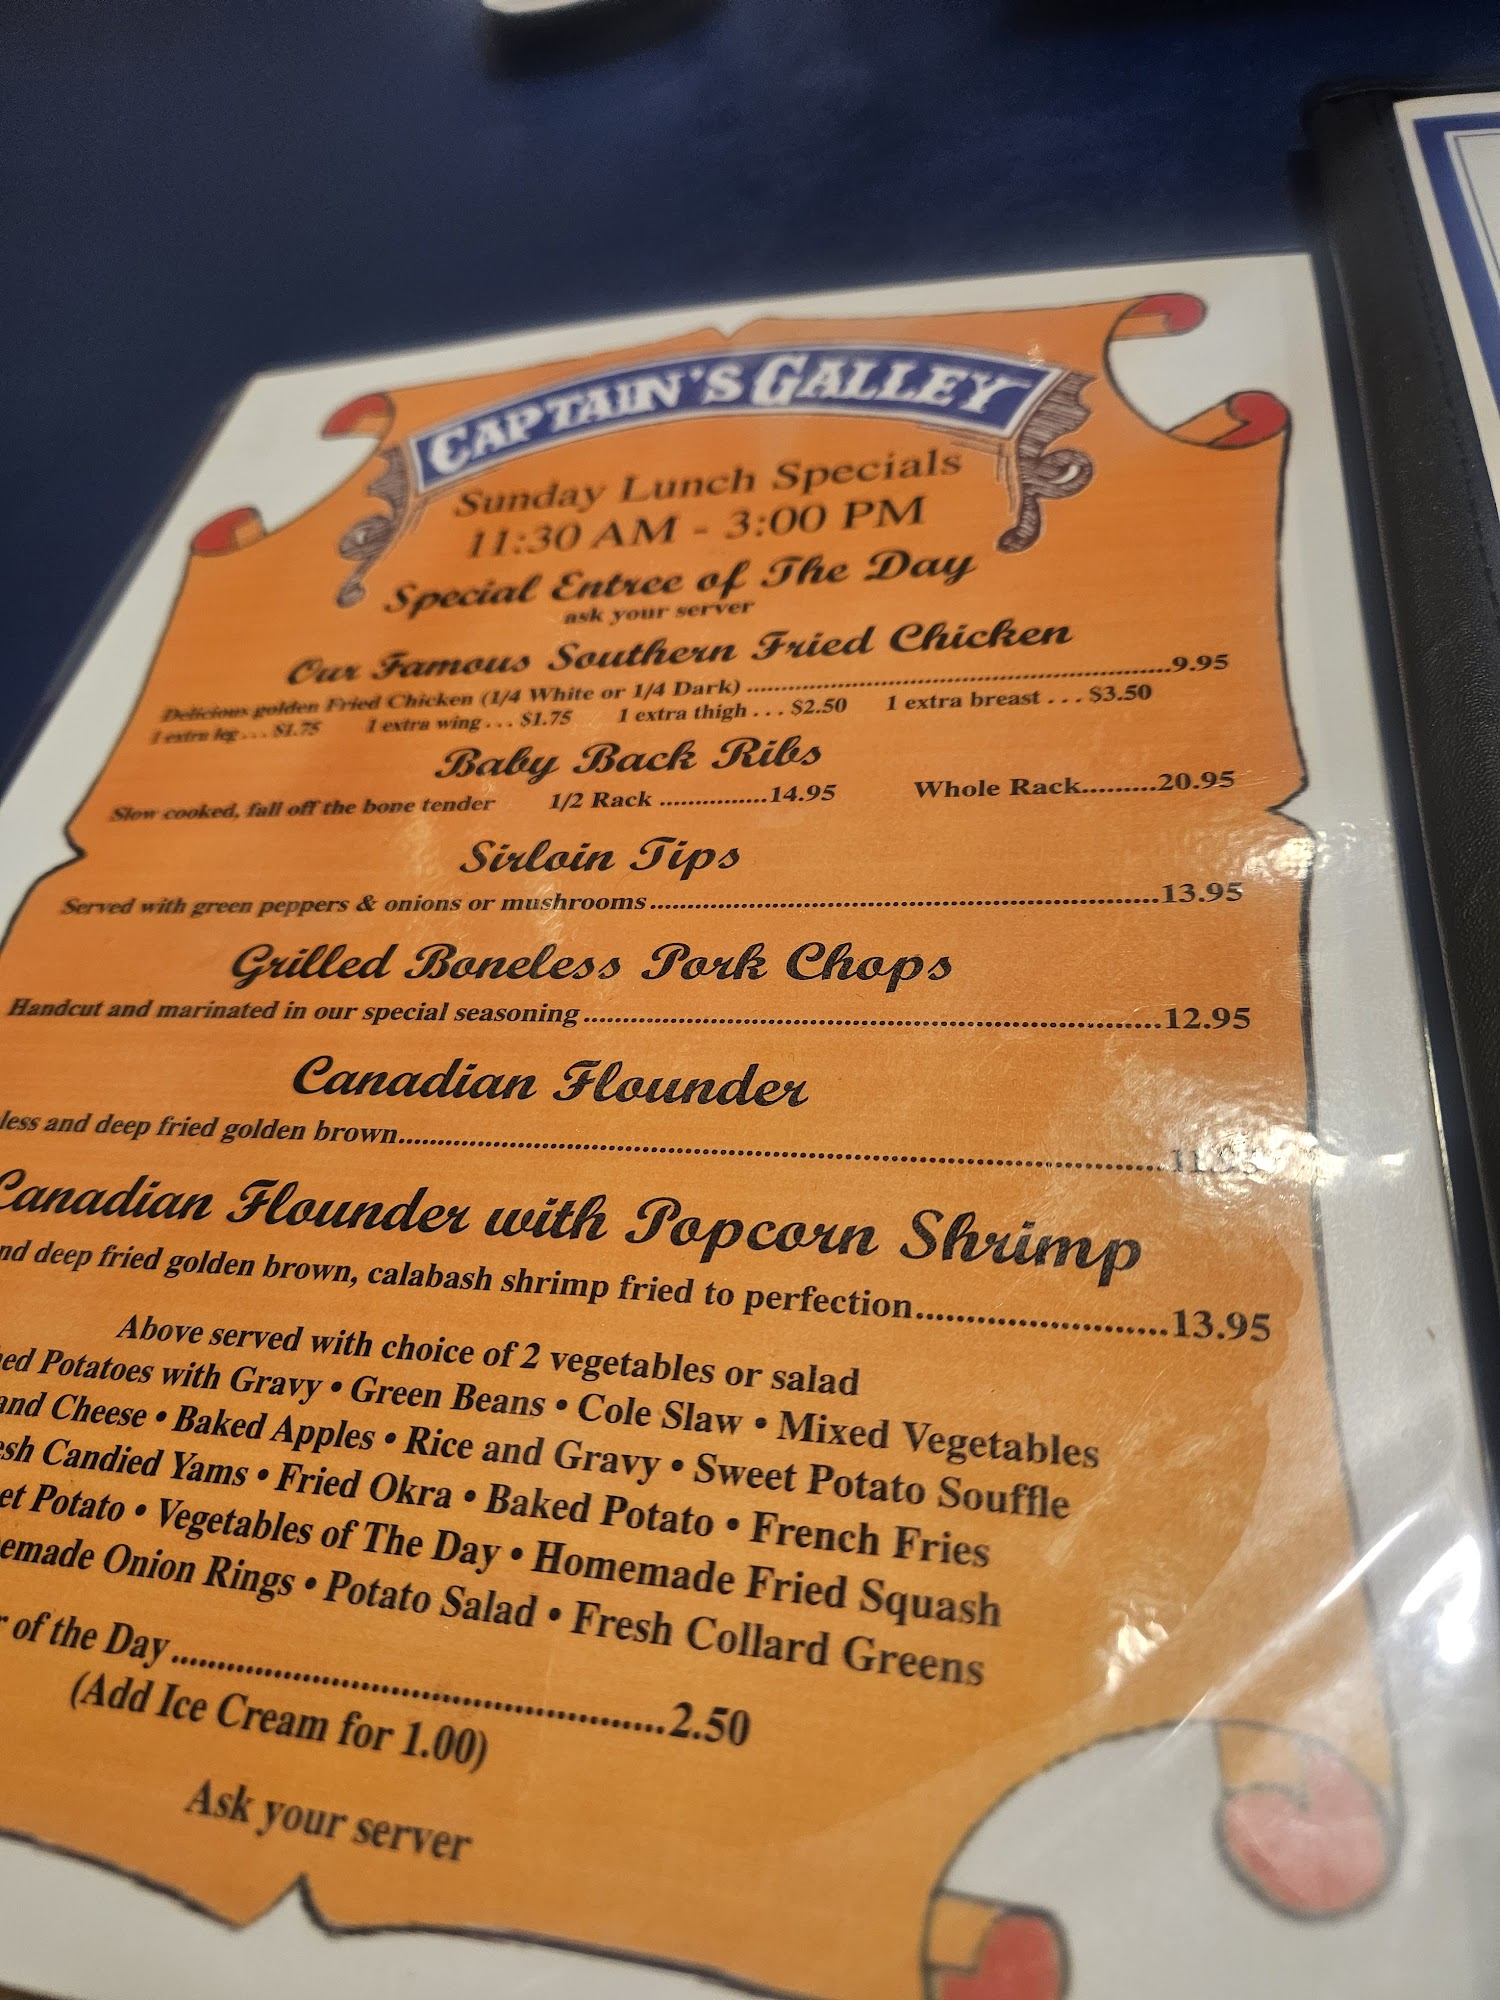 CAPTAIN'S GALLEY
Sunday Lunch Specials
11:30 AM - 3:00 PM
Special Entree of The Day
ask your server
Our Famous Southern Fried Chicken
Delicious golden Fried Chicken (1/4 White or 1/4 Dark) ........9.95
1 extra leg . . . $1.75 1 extra wing . . . $1.75 1 extra thigh . . . $2.50 1 extra breast . . . $3.50
Baby Back Ribs
Slow cooked, fall off the bone tender 1/2 Rack ...............14.95 Whole Rack.........20.95
Sirloin Tips
Served with green peppers & onions or mushrooms........13.95
Grilled Boneless Pork Chops
Handcut and marinated in our special seasoning........12.95
Canadian Flounder
less and deep fried golden brown........
Canadian Flounder with Popcorn Shrimp
nd deep fried golden brown, calabash shrimp fried to perfection........13.95
Above served with choice of 2 vegetables or salad
ed Potatoes with Gravy • Green Beans • Cole Slaw • Mixed Vegetables
and Cheese • Baked Apples • Rice and Gravy • Sweet Potato Souffle
esh Candied Yams • Fried Okra • Baked Potato • French Fries
et Potato • Vegetables of The Day • Homemade Fried Squash
emade Onion Rings • Potato Salad • Fresh Collard Greens
r of the Day........2.50
(Add Ice Cream for 1.00)
Ask your server